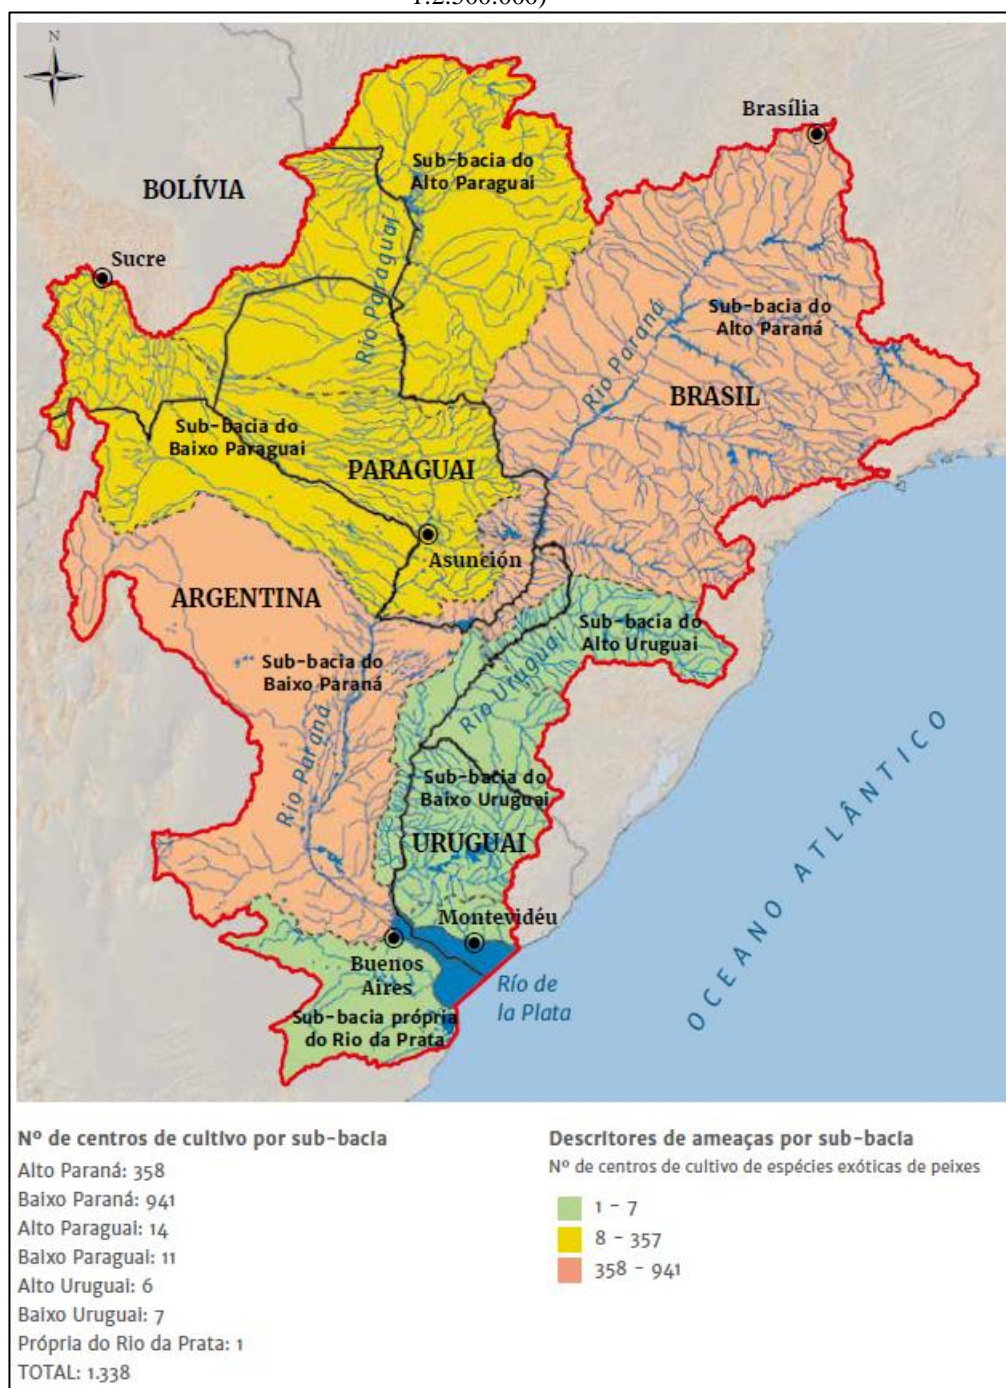 1:2.500.000)
N
Brasília
Sub-bacia do
Alto Paraguai
BOLÍVIA
Rio Paraguai
Sucre
Sub-bacia do
Alto Paraná
Rio Paraná
BRASIL
Sub-bacia do
Baixo Paraguai
PARAGUAI
Asunción
ARGENTINA
Sub-bacia do
Alto Uruguai
Sub-bacia do
Baixo Paraná
Rio Uruguai
Rio Paraná
Sub-bacia do
Baixo Uruguai
URUGUAI
OCEANO ATLÂNTICO
Montevidéu
Buenos
Aires
Río de
la Plata
Sub-bacia própria
do Rio da Prata
Nº de centros de cultivo por sub-bacia
Alto Paraná: 358
Baixo Paraná: 941
Alto Paraguai: 14
Baixo Paraguai: 11
Alto Uruguai: 6
Baixo Uruguai: 7
Própria do Rio da Prata: 1
TOTAL: 1.338
Descritores de ameaças por sub-bacia
Nº de centros de cultivo de espécies exóticas de peixes
1 - 7
8 - 357
358 - 941